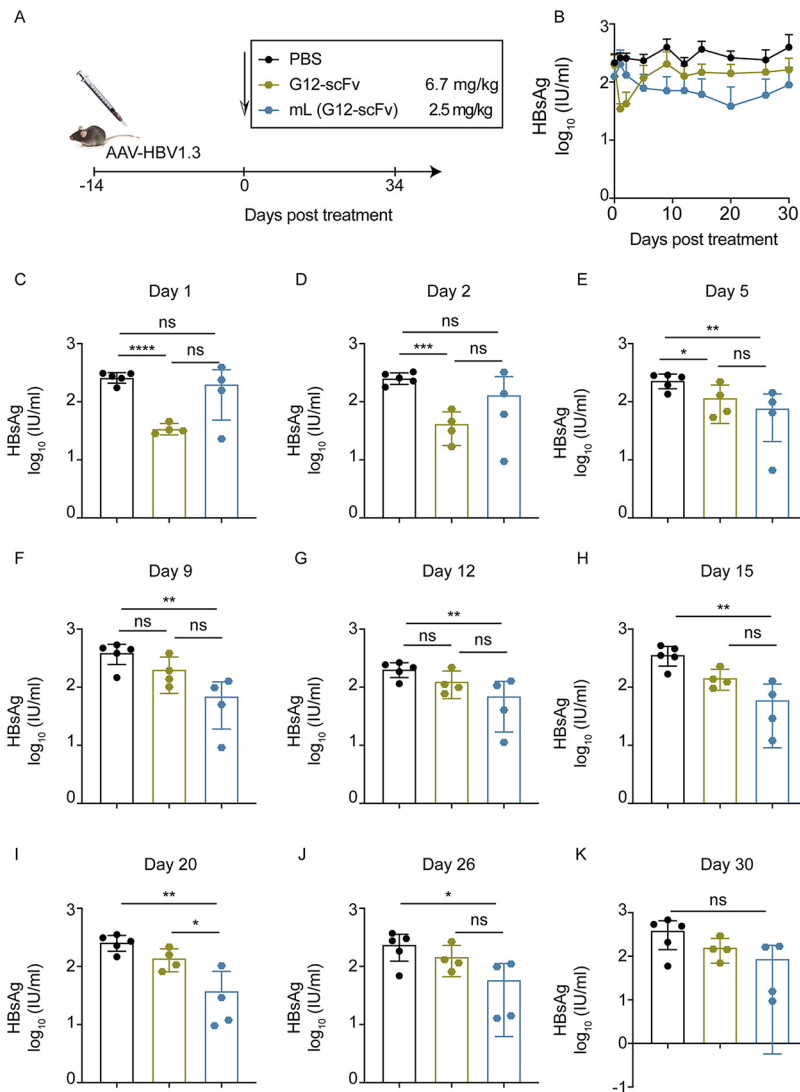 A
PBS
G12-scFv 6.7 mg/kg
mL (G12-scFv) 2.5 mg/kg
AAV-HBV1.3
-14 0 34
Days post treatment
B
HBsAg
log10 (IU/ml)
3
2
1
0
0 10 20 30
Days post treatment
C
Day 1
ns
**** ns
HBsAg
log10 (IU/ml)
3
2
1
0
D
Day 2
ns
*** ns
HBsAg
log10 (IU/ml)
3
2
1
0
E
Day 5
**
* ns
HBsAg
log10 (IU/ml)
3
2
1
0
F
Day 9
**
ns ns
HBsAg
log10 (IU/ml)
3
2
1
0
G
Day 12
**
ns ns
HBsAg
log10 (IU/ml)
3
2
1
0
H
Day 15
**
ns
HBsAg
log10 (IU/ml)
3
2
1
0
I
Day 20
**
*
HBsAg
log10 (IU/ml)
3
2
1
0
J
Day 26
*
ns
HBsAg
log10 (IU/ml)
3
2
1
0
K
Day 30
ns
HBsAg
log10 (IU/ml)
3
2
1
0
-1